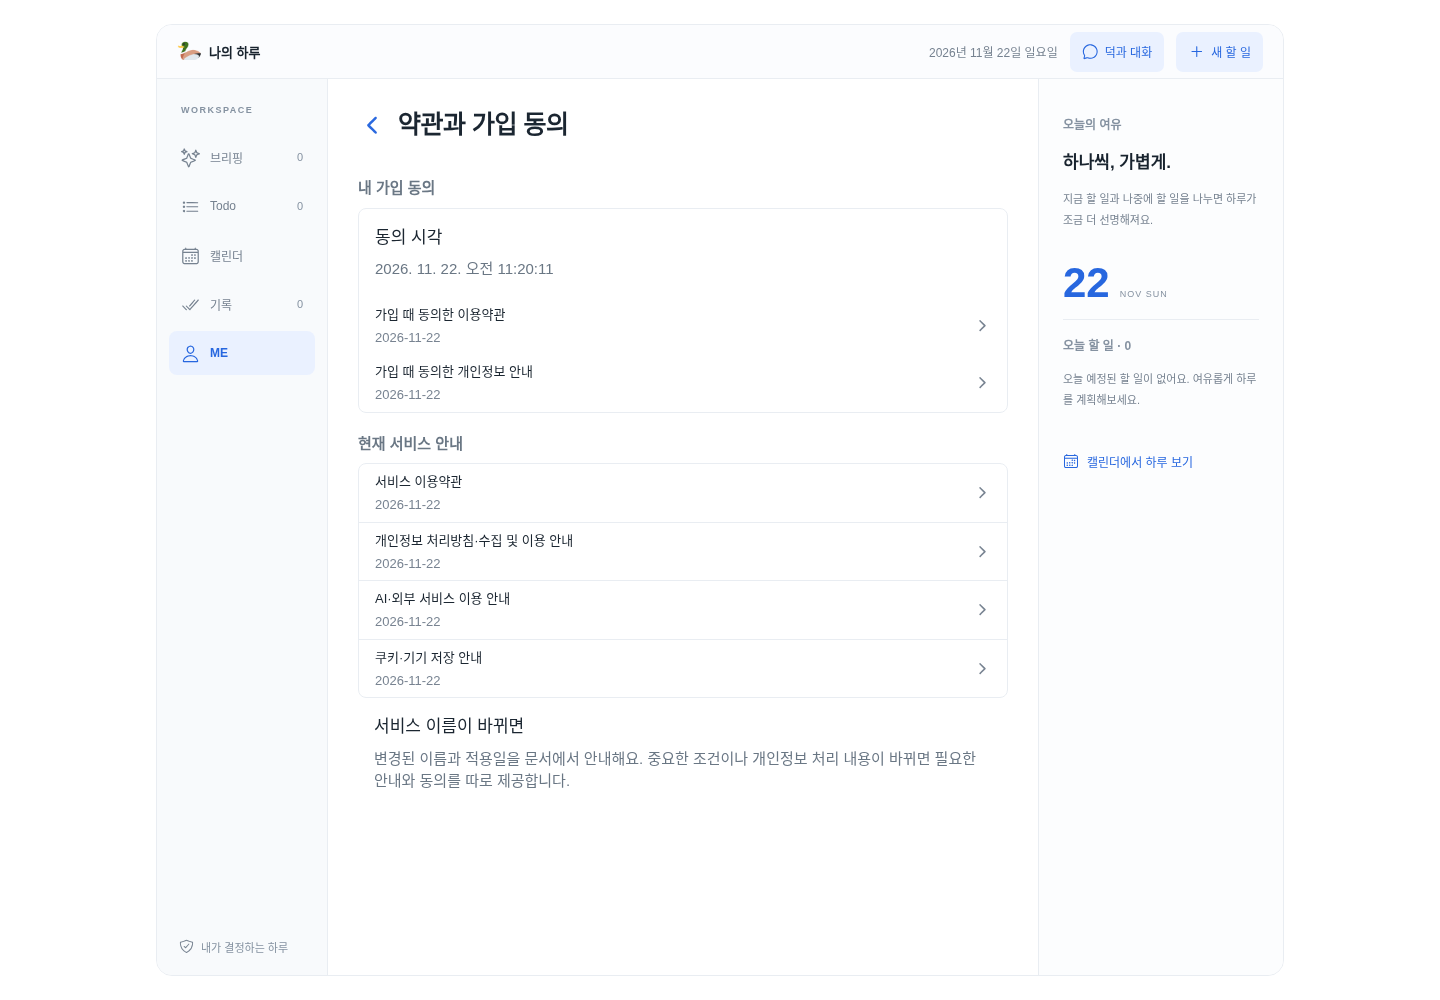 나의 하루
2026년 11월 22일 일요일
덕과 대화
새 할 일
WORKSPACE
브리핑 0
Todo 0
캘린더
기록 0
ME
내가 결정하는 하루
약관과 가입 동의
내 가입 동의
동의 시각
2026. 11. 22. 오전 11:20:11
가입 때 동의한 이용약관
2026-11-22
가입 때 동의한 개인정보 안내
2026-11-22
현재 서비스 안내
서비스 이용약관
2026-11-22
개인정보 처리방침·수집 및 이용 안내
2026-11-22
AI·외부 서비스 이용 안내
2026-11-22
쿠키·기기 저장 안내
2026-11-22
서비스 이름이 바뀌면
변경된 이름과 적용일을 문서에서 안내해요. 중요한 조건이나 개인정보 처리 내용이 바뀌면 필요한
안내와 동의를 따로 제공합니다.
오늘의 여유
하나씩, 가볍게.
지금 할 일과 나중에 할 일을 나누면 하루가
조금 더 선명해져요.
22 NOV SUN
오늘 할 일 · 0
오늘 예정된 할 일이 없어요. 여유롭게 하루
를 계획해보세요.
캘린더에서 하루 보기